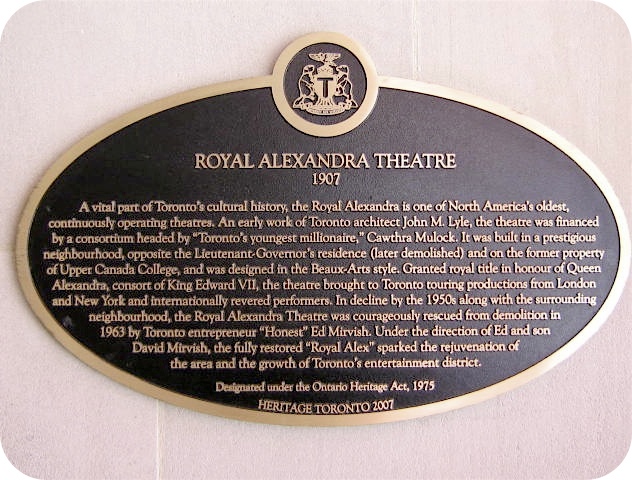 T
ROYAL ALEXANDRA THEATRE
1907
A vital part of Toronto's cultural history, the Royal Alexandra is one of North America's oldest,
continuously operating theatres. An early work of Toronto architect John M. Lyle, the theatre was financed
by a consortium headed by "Toronto's youngest millionaire," Cawthra Mulock. It was built in a prestigious
neighbourhood, opposite the Lieutenant-Governor's residence (later demolished) and on the former property
of Upper Canada College, and was designed in the Beaux-Arts style. Granted royal title in honour of Queen
Alexandra, consort of King Edward VII, the theatre brought to Toronto touring productions from London
and New York and internationally revered performers. In decline by the 1950s along with the surrounding
neighbourhood, the Royal Alexandra Theatre was courageously rescued from demolition in
1963 by Toronto entrepreneur "Honest" Ed Mirvish. Under the direction of Ed and son
David Mirvish, the fully restored "Royal Alex" sparked the rejuvenation of
the area and the growth of Toronto's entertainment district.
Designated under the Ontario Heritage Act, 1975
HERITAGE TORONTO 2007